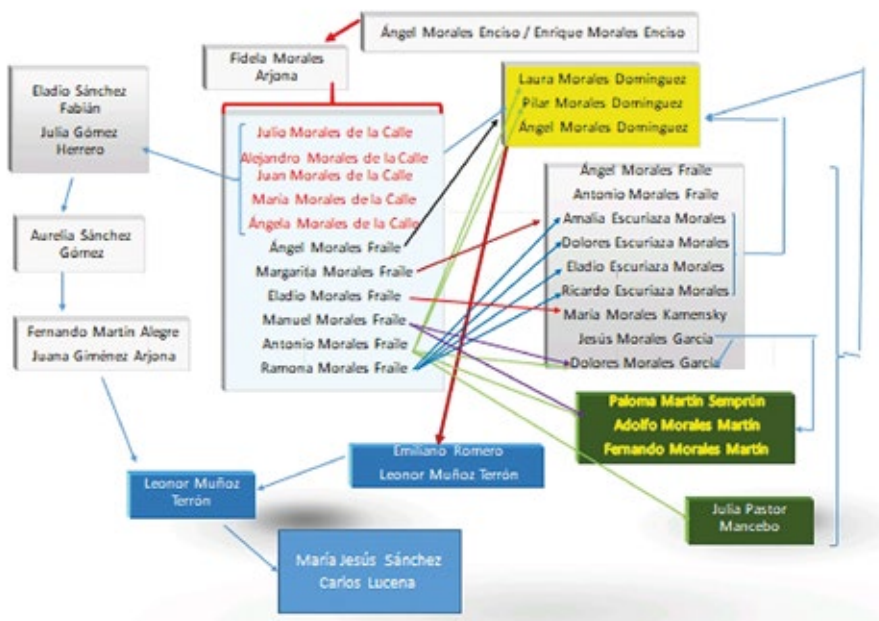 Ángel Morales Enciso / Enrique Morales Enciso
Fidela Morales
Arjona
Eladio Sánchez
Fabián
Julia Gómez
Herrero
Aurelia Sánchez
Gómez
Fernando Martín Alegre
Juana Giménez Arjona
Julio Morales de la Calle
Alejandro Morales de la Calle
Juan Morales de la Calle
María Morales de la Calle
Ángela Morales de la Calle
Ángel Morales Fraile
Margarita Morales Fraile
Eladio Morales Fraile
Manuel Morales Fraile
Antonio Morales Fraile
Ramona Morales Fraile
Laura Morales Domínguez
Pilar Morales Domínguez
Ángel Morales Domínguez
Ángel Morales Fraile
Antonio Morales Fraile
Amalia Escuriaza Morales
Dolores Escuriaza Morales
Eladio Escuriaza Morales
Ricardo Escuriaza Morales
María Morales Kamensky
Jesús Morales García
Dolores Morales García
Paloma Martín Semprún
Adolfo Morales Martín
Fernando Morales Martín
Julia Pastor
Mancebo
Emiliano Romero
Leonor Muñoz Terrón
Leonor Muñoz
Terrón
María Jesús Sánchez
Carlos Lucena